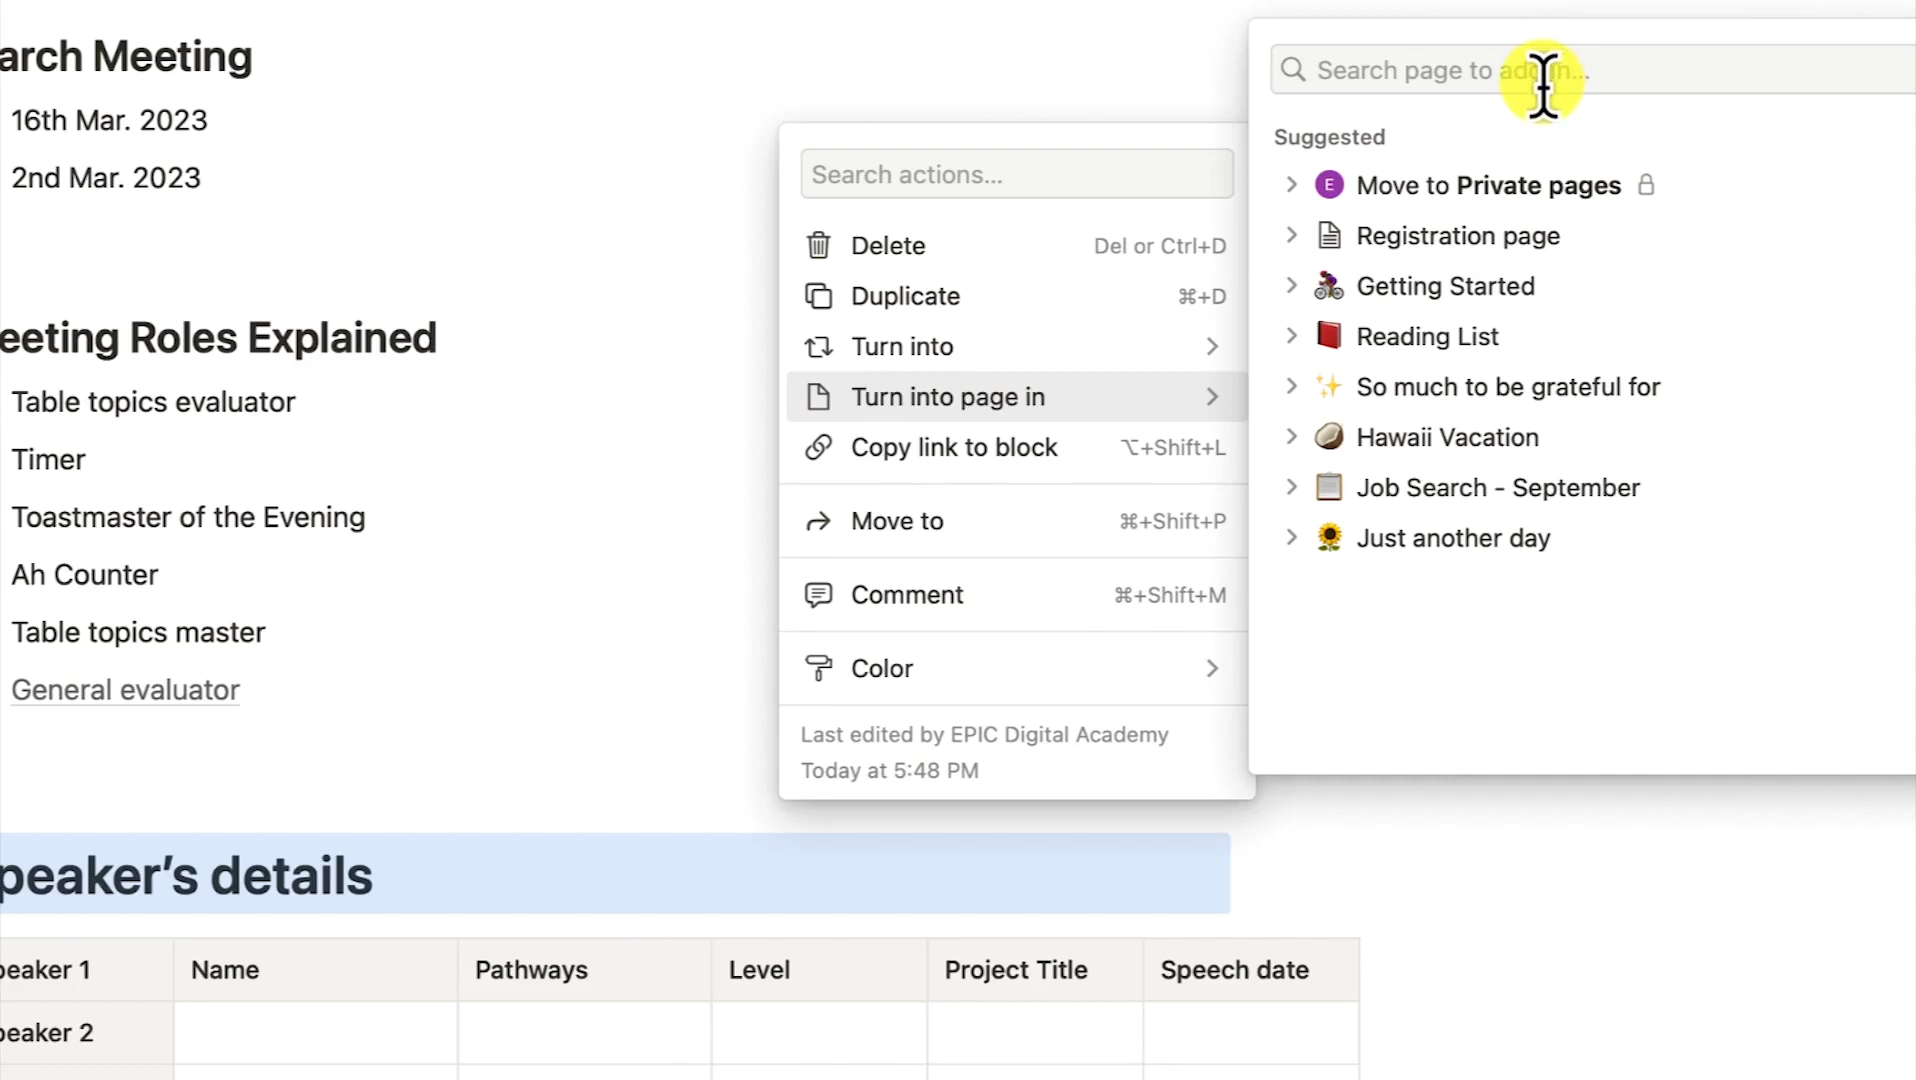 arch Meeting
16th Mar. 2023
2nd Mar. 2023
eeting Roles Explained
Table topics evaluator
Timer
Toastmaster of the Evening
Ah Counter
Table topics master
General evaluator
Search actions...
Delete Del or Ctrl+D
Duplicate ⌘+D
Turn into
Turn into page in
Copy link to block ⌥+Shift+L
Move to ⌘+Shift+P
Comment ⌘+Shift+M
Color
Last edited by EPIC Digital Academy
Today at 5:48 PM
Search page to add in...
Suggested
E Move to Private pages
Registration page
Getting Started
Reading List
So much to be grateful for
Hawaii Vacation
Job Search - September
Just another day
peaker’s details
peaker 1 Name Pathways Level Project Title Speech date
peaker 2